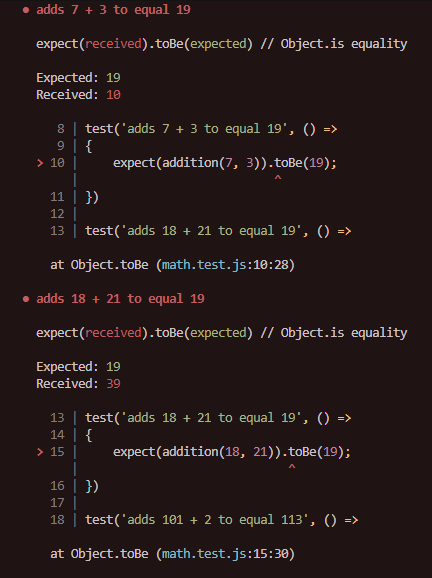 ● adds 7 + 3 to equal 19
expect(received).toBe(expected) // Object.is equality
Expected: 19
Received: 10
8 | test('adds 7 + 3 to equal 19', () =>
9 | {
> 10 | expect(addition(7, 3)).toBe(19);
| ^
11 | })
12 |
13 | test('adds 18 + 21 to equal 19', () =>
at Object.toBe (math.test.js:10:28)
● adds 18 + 21 to equal 19
expect(received).toBe(expected) // Object.is equality
Expected: 19
Received: 39
13 | test('adds 18 + 21 to equal 19', () =>
14 | {
> 15 | expect(addition(18, 21)).toBe(19);
| ^
16 | })
17 |
18 | test('adds 101 + 2 to equal 113', () =>
at Object.toBe (math.test.js:15:30)